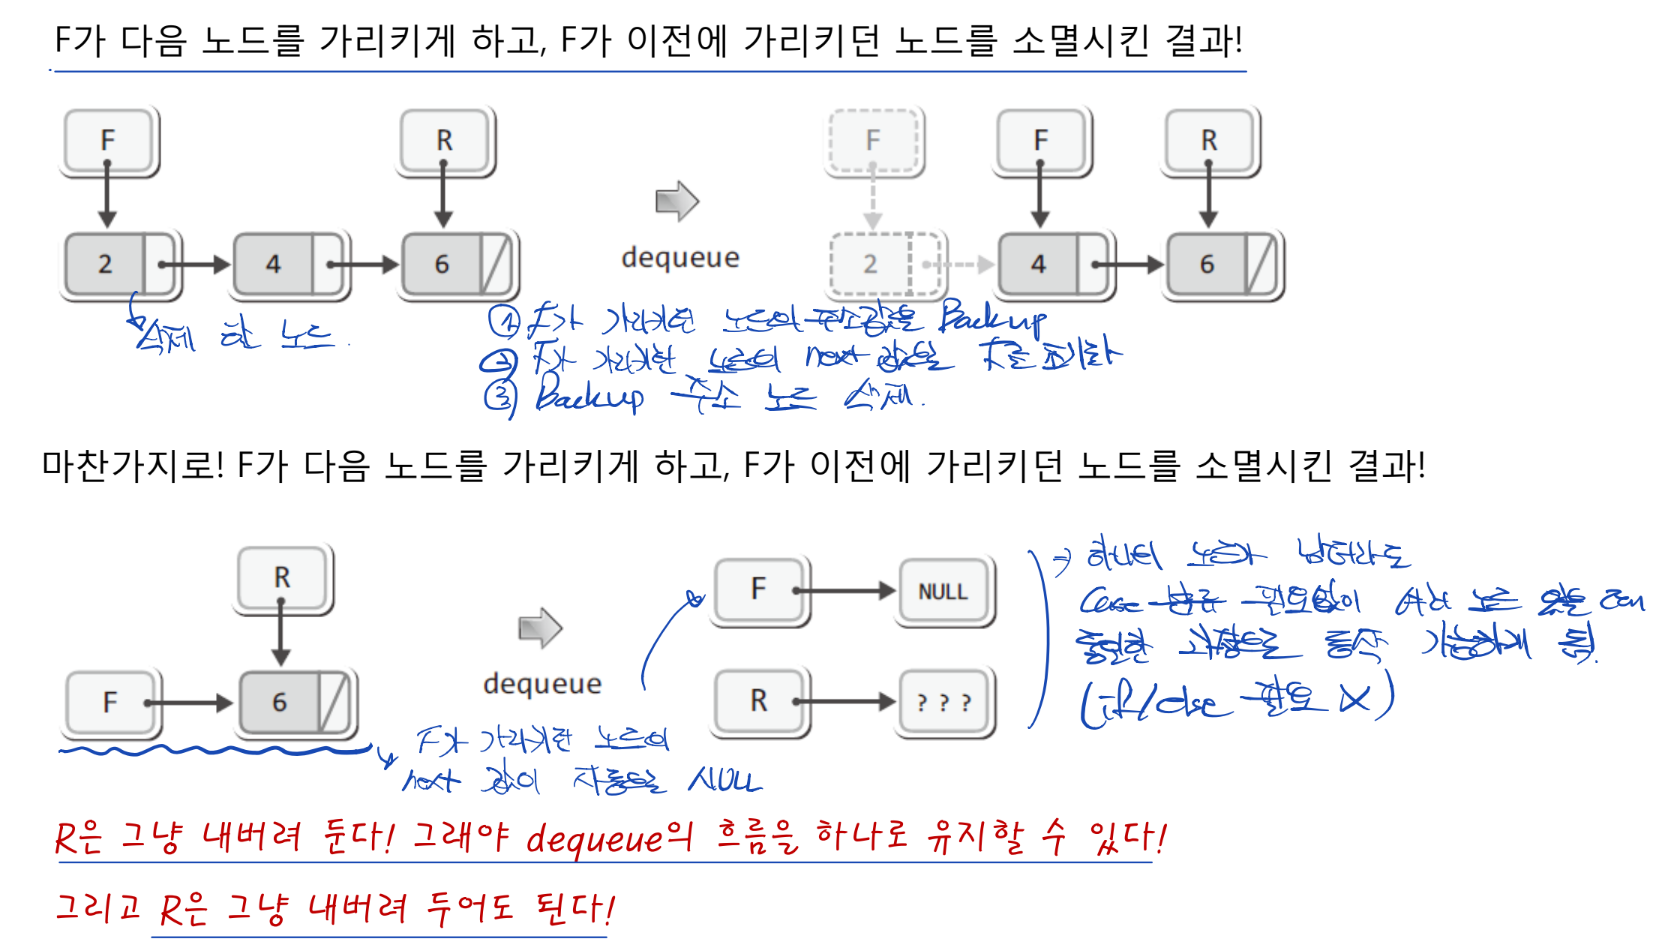 F가 다음 노드를 가리키게 하고, F가 이전에 가리키던 노드를 소멸시킨 결과!
F R F F R
2 4 6 dequeue 2 4 6
삭제 한 노드.
① F가 가리키던 노드의 주소값을 Backup
② F가 가리키던 노드의 next 값으로 F를 초기화
③ Backup 주소 노드 삭제.
마찬가지로! F가 다음 노드를 가리키게 하고, F가 이전에 가리키던 노드를 소멸시킨 결과!
R F NULL
F 6 dequeue R ? ? ?
→ 하나의 노드가 남더라도
Case 분류 필요없이 여러 노드 있을 때와
동일한 과정으로 동작 가능하게 됨.
(if/else 필요 X)
F가 가리키던 노드의
next 값이 자동으로 NULL
R은 그냥 내버려 둔다! 그래야 dequeue의 흐름을 하나로 유지할 수 있다!
그리고 R은 그냥 내버려 두어도 된다!